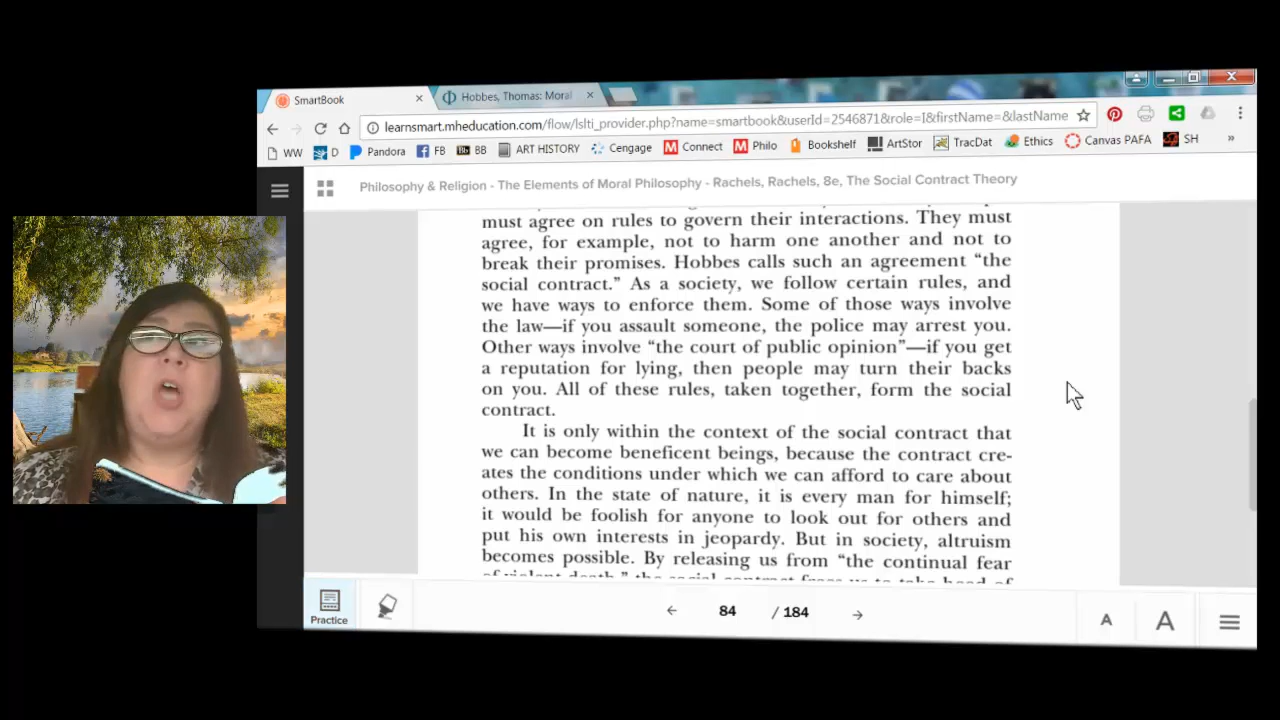 SmartBook
Hobbes, Thomas: Moral
learnsmart.mheducation.com/flow/lslti_provider.php?name=smartbook&userId=2546871&role=I&firstName=&lastName
WW D Pandora FB BB ART HISTORY Cengage Connect Philo Bookshelf ArtStor TracDat Ethics Canvas PAFA SH »
Philosophy & Religion - The Elements of Moral Philosophy - Rachels, Rachels, 8e, The Social Contract Theory
must agree on rules to govern their interactions. They must
agree, for example, not to harm one another and not to
break their promises. Hobbes calls such an agreement “the
social contract.” As a society, we follow certain rules, and
we have ways to enforce them. Some of those ways involve
the law—if you assault someone, the police may arrest you.
Other ways involve “the court of public opinion”—if you get
a reputation for lying, then people may turn their backs
on you. All of these rules, taken together, form the social
contract.
It is only within the context of the social contract that
we can become beneficent beings, because the contract cre-
ates the conditions under which we can afford to care about
others. In the state of nature, it is every man for himself;
it would be foolish for anyone to look out for others and
put his own interests in jeopardy. But in society, altruism
becomes possible. By releasing us from “the continual fear
Practice
84 / 184
A A